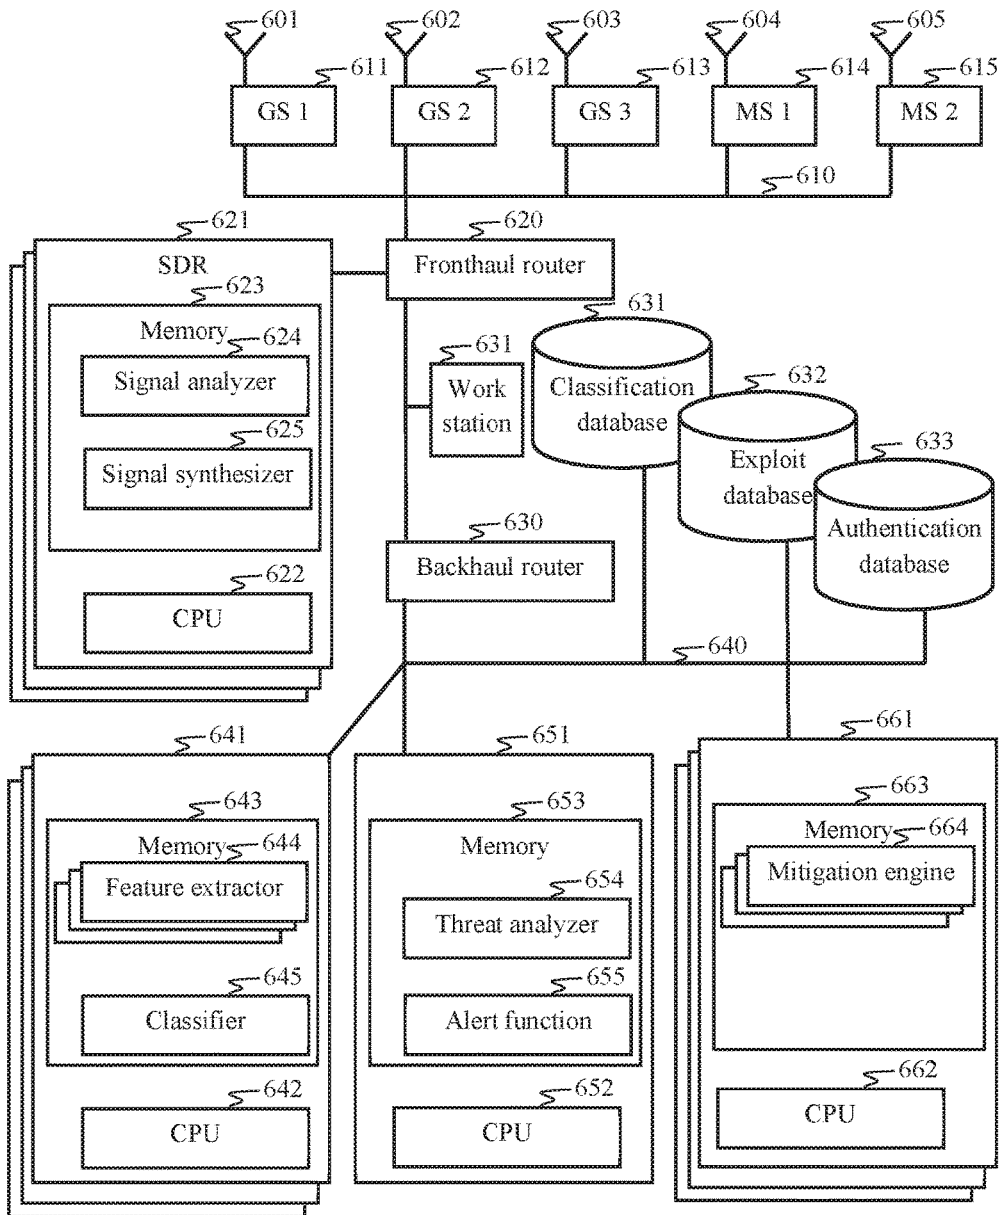 601
602
603
604
605
611
612
613
614
615
GS 1
GS 2
GS 3
MS 1
MS 2
610
621
620
SDR
Fronthaul router
623
631
Memory
624
631
Signal analyzer
Work
station
Classification
database
632
625
Signal synthesizer
Exploit
database
633
630
Authentication
database
Backhaul router
622
CPU
640
641
651
661
643
653
663
Memory
644
Memory
Memory
664
Feature extractor
Mitigation engine
654
Threat analyzer
645
655
Classifier
Alert function
642
652
662
CPU
CPU
CPU